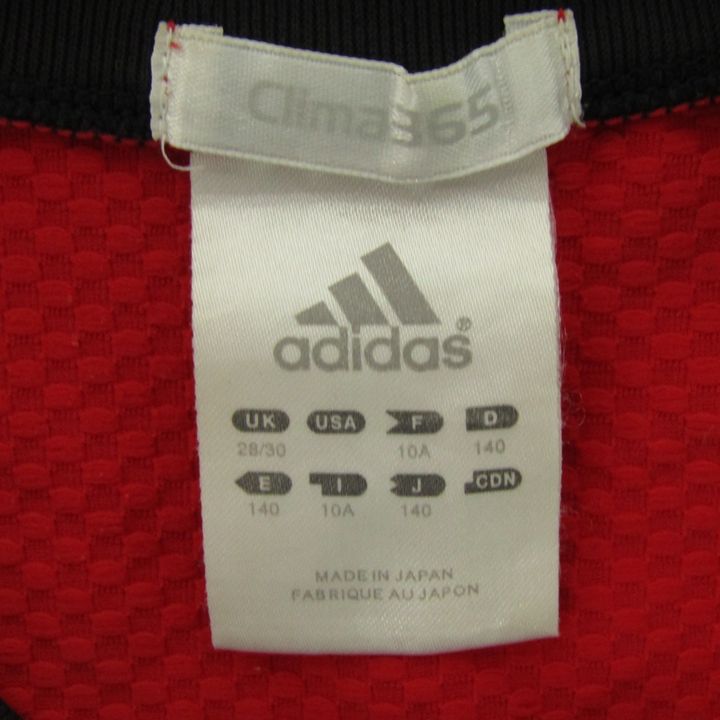 Clima365
adidas®
UK USA F D
28/30 10A 140
E I J CDN
140 10A 140
MADE IN JAPAN
FABRIQUE AU JAPON